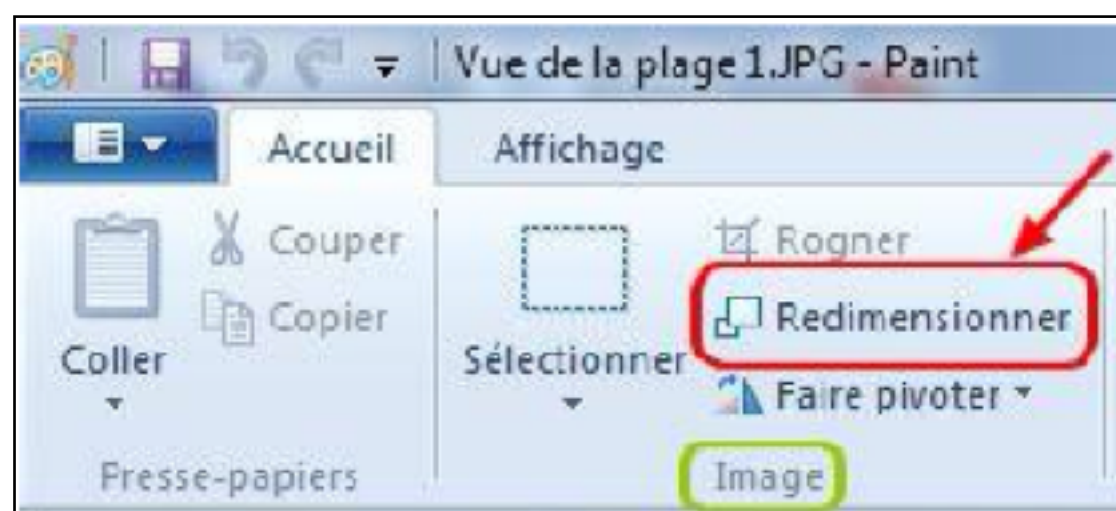 Vue de la plage 1.JPG - Paint
Accueil Affichage
Couper
Copier
Coller
Presse-papiers
Rogner
Redimensionner
Sélectionner
Faire pivoter
Image